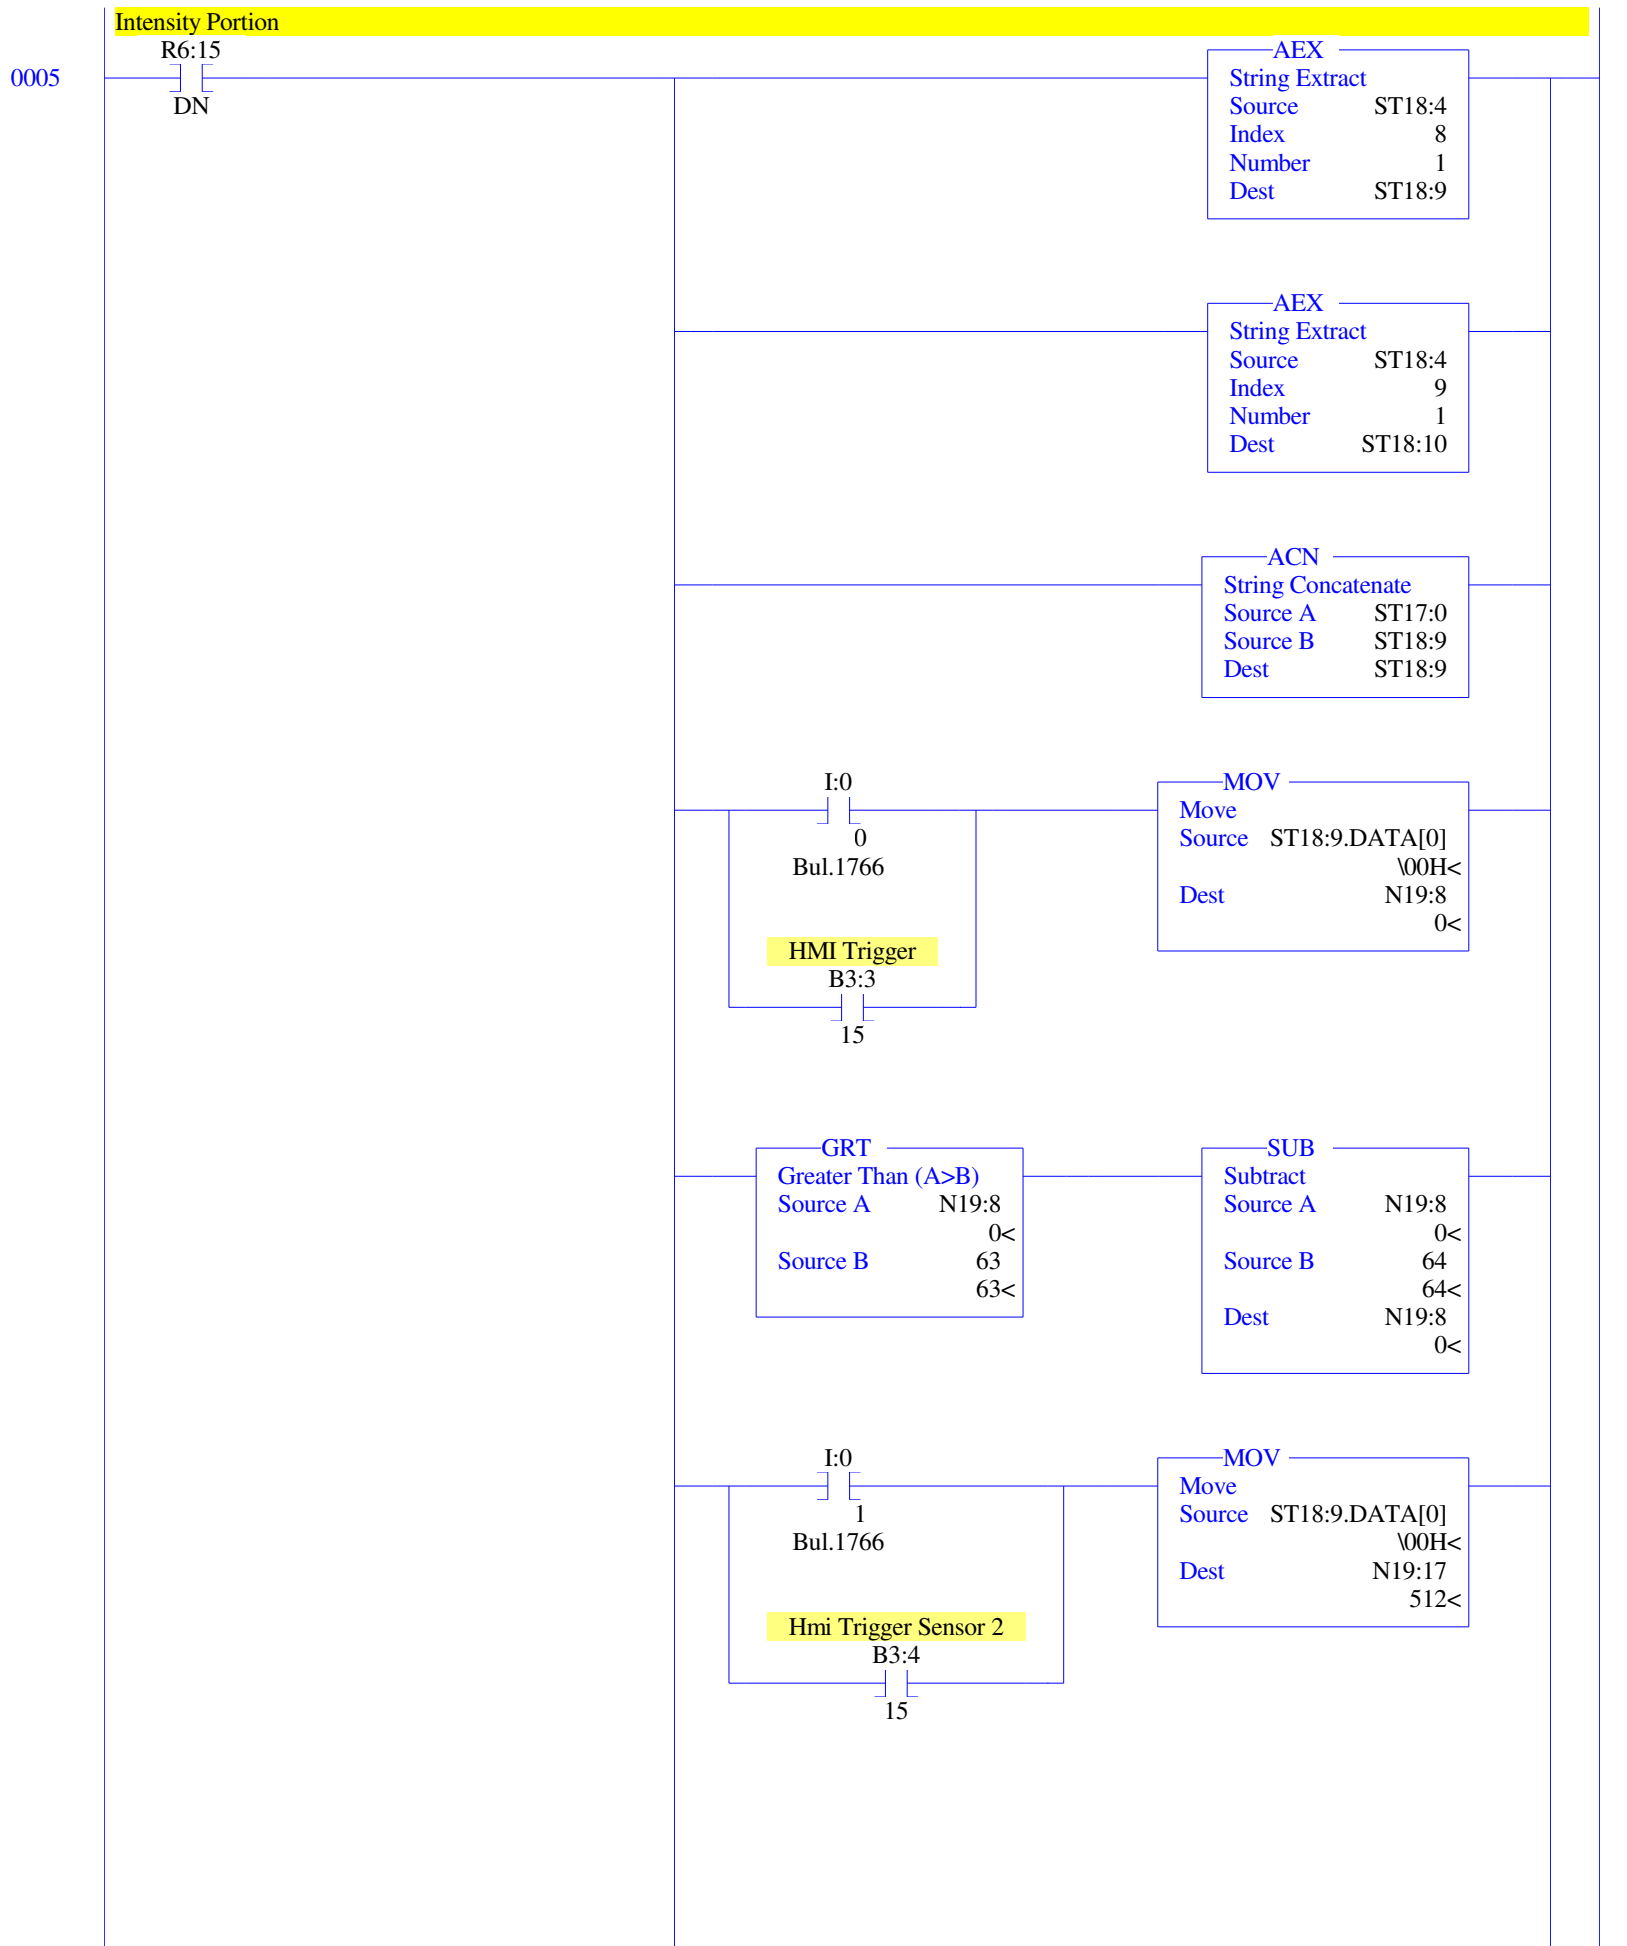 Intensity Portion
R6:15
0005
DN
AEX
String Extract
Source ST18:4
Index 8
Number 1
Dest ST18:9
AEX
String Extract
Source ST18:4
Index 9
Number 1
Dest ST18:10
ACN
String Concatenate
Source A ST17:0
Source B ST18:9
Dest ST18:9
I:0
0
Bul.1766
HMI Trigger
B3:3
15
MOV
Move
Source ST18:9.DATA[0]
\00H<
Dest N19:8
0<
GRT
Greater Than (A>B)
Source A N19:8
0<
Source B 63
63<
SUB
Subtract
Source A N19:8
0<
Source B 64
64<
Dest N19:8
0<
I:0
1
Bul.1766
Hmi Trigger Sensor 2
B3:4
15
MOV
Move
Source ST18:9.DATA[0]
\00H<
Dest N19:17
512<